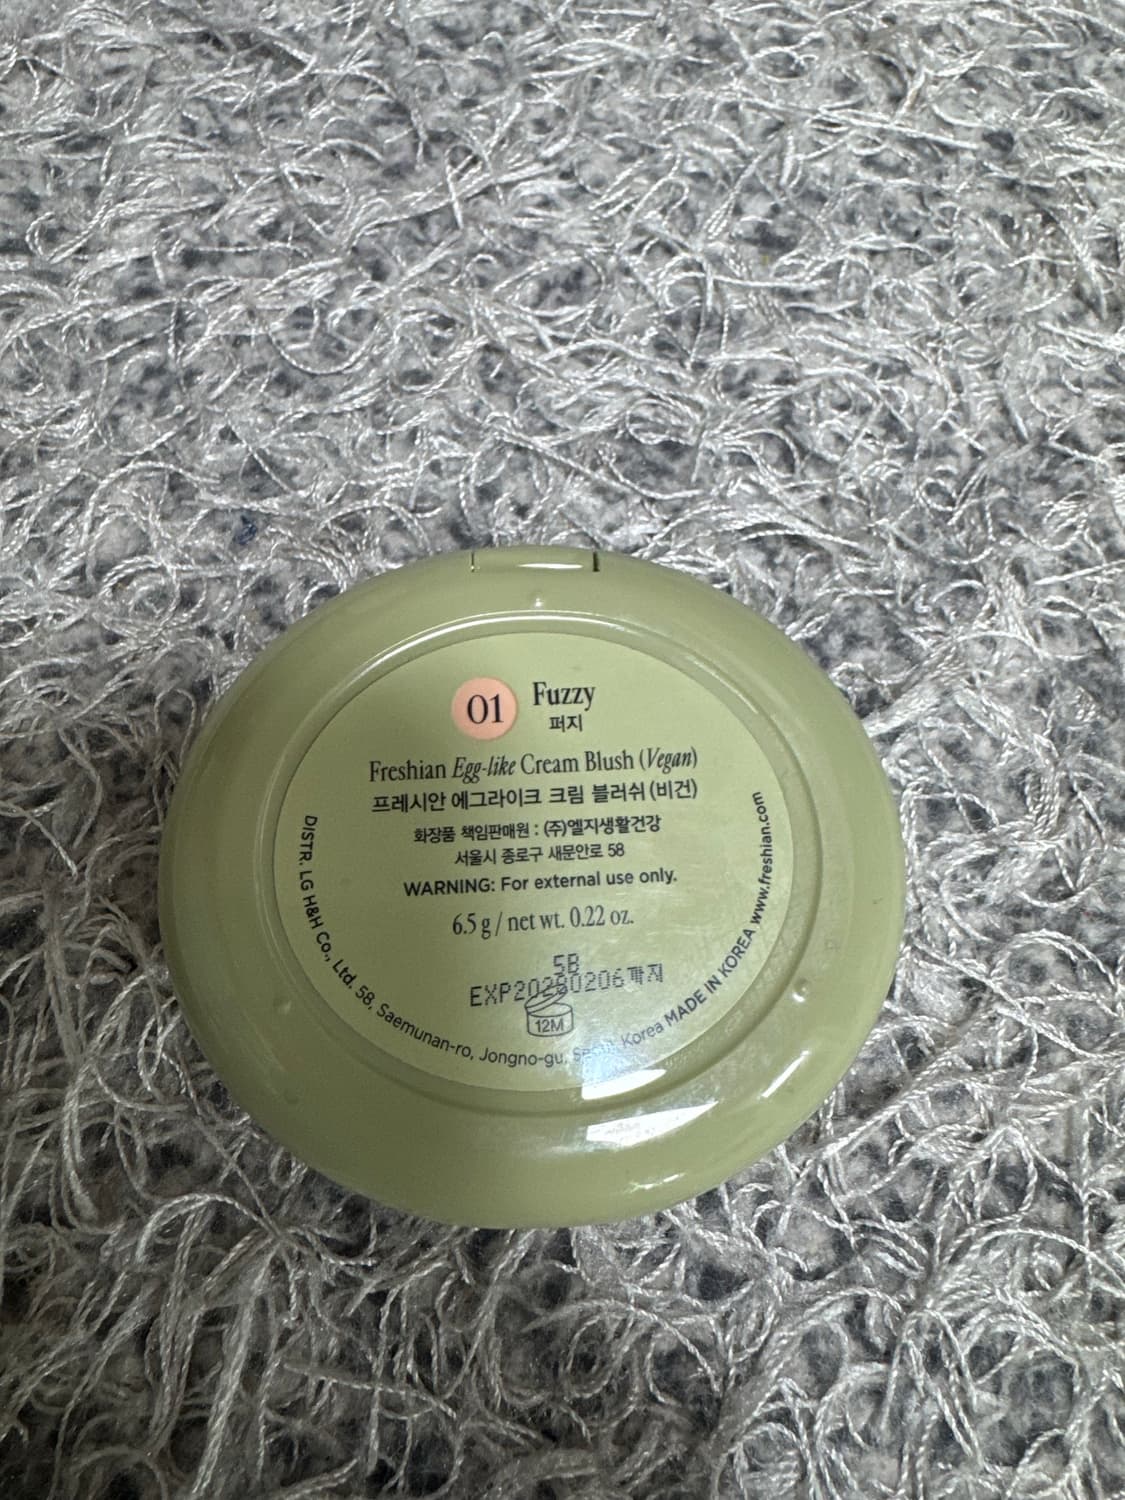 01 Fuzzy
퍼지
Freshian Egg-like Cream Blush (Vegan)
프레시안 에그라이크 크림 블러쉬 (비건)
화장품 책임판매원 : (주)엘지생활건강
서울시 종로구 새문안로 58
WARNING: For external use only.
6.5 g / net wt. 0.22 oz.
5B
EXP20280206까지
12M
DISTR. LG H&H Co., Ltd. 58, Saemunan-ro, Jongno-gu, Seoul, Korea MADE IN KOREA www.freshian.com